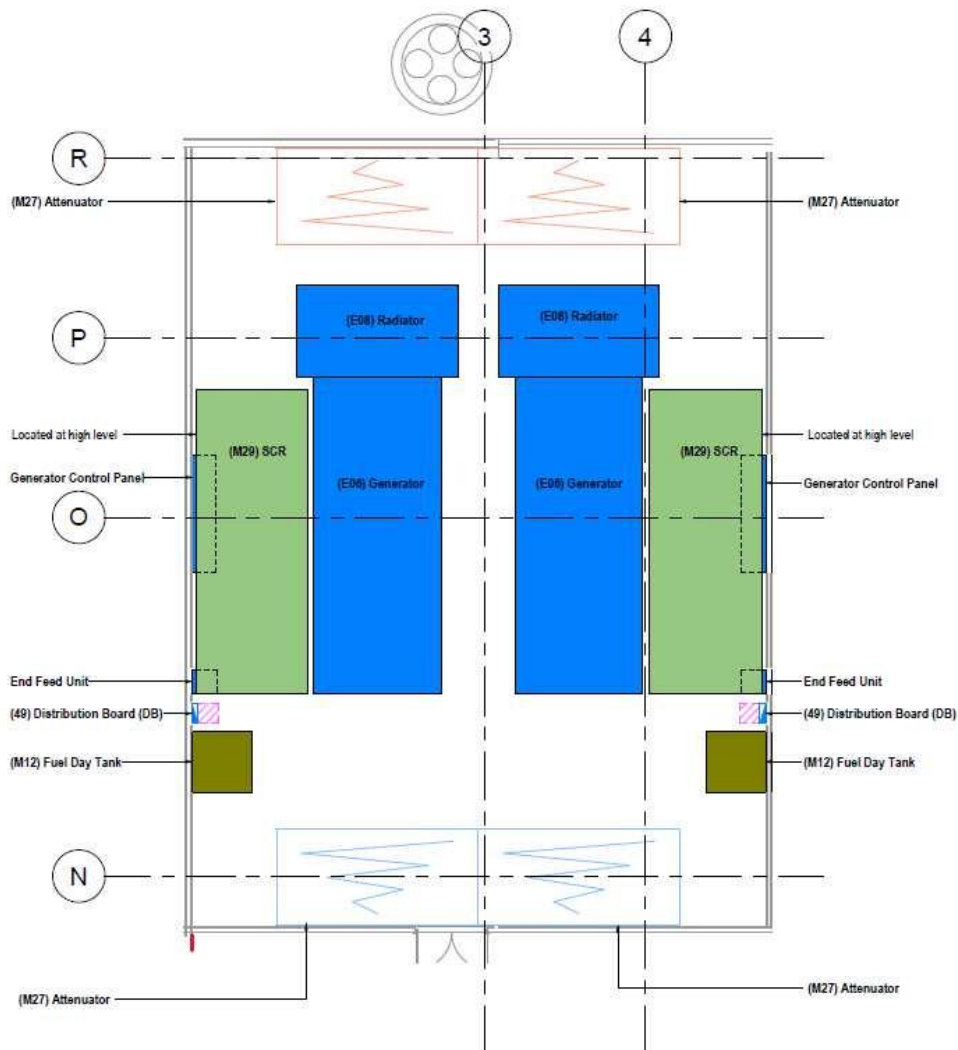 3
4
R
(M27) Attenuator
(M27) Attenuator
(E08) Radiator
(E08) Radiator
P
Located at high level
Located at high level
(M29) SCR
(M29) SCR
Generator Control Panel
(E06) Generator
(E06) Generator
Generator Control Panel
O
End Feed Unit
End Feed Unit
(49) Distribution Board (DB)
(49) Distribution Board (DB)
(M12) Fuel Day Tank
(M12) Fuel Day Tank
N
(M27) Attenuator
(M27) Attenuator